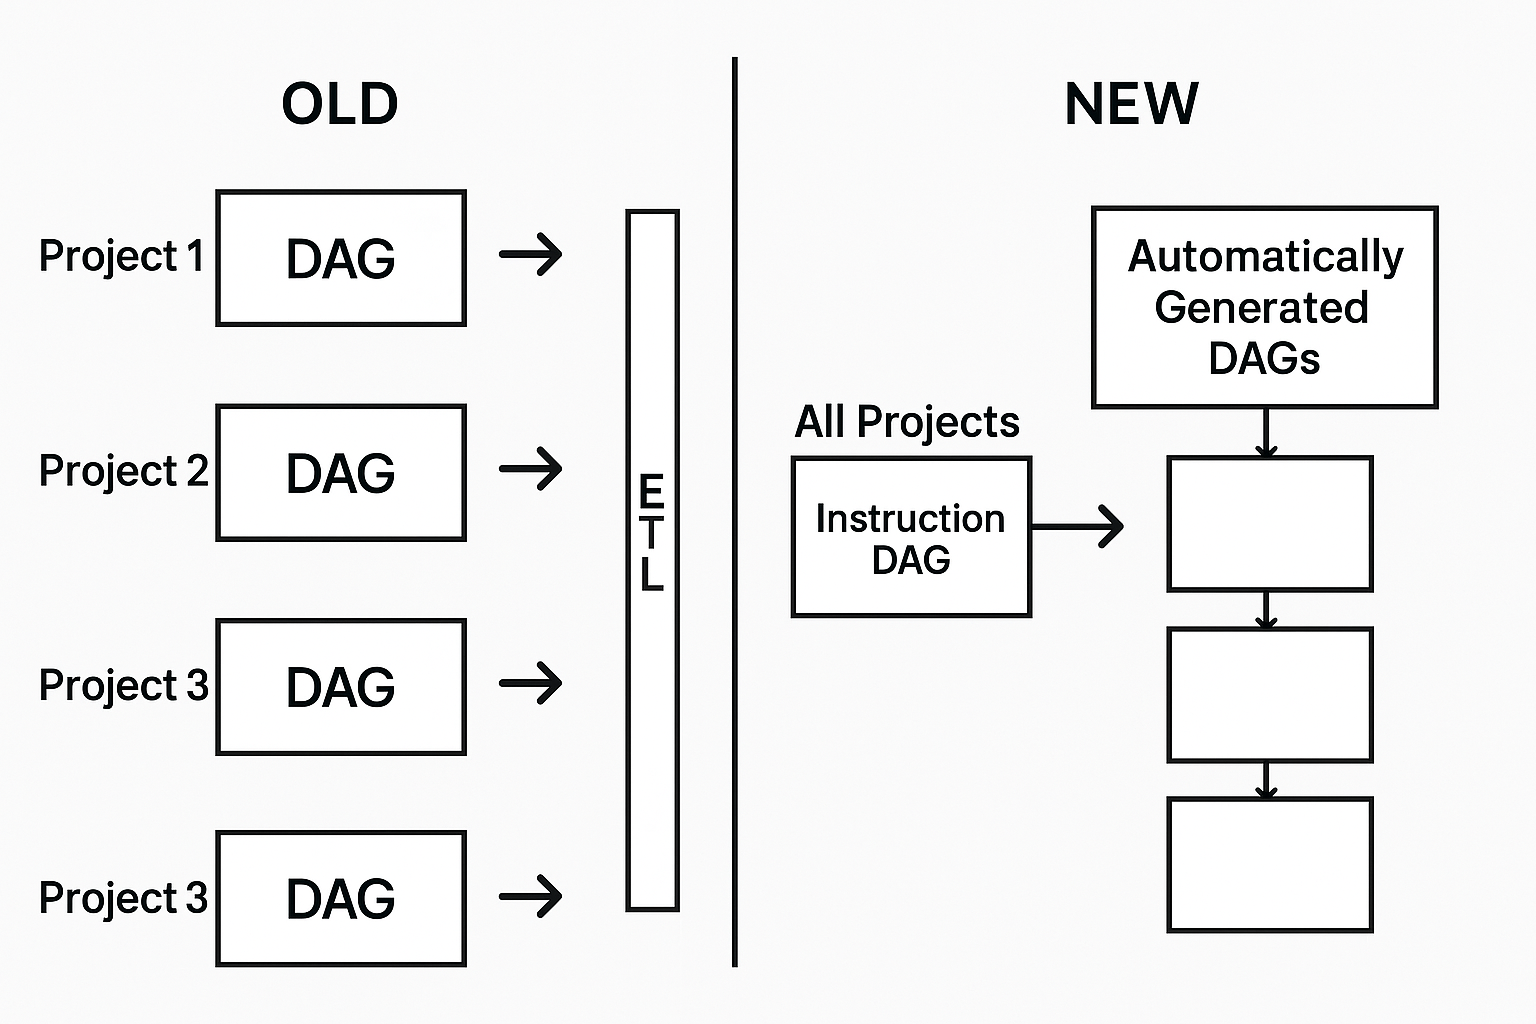 OLD
Project 1
DAG
Project 2
DAG
Project 3
DAG
Project 3
DAG
ETL
NEW
Automatically
Generated
DAGs
All Projects
Instruction
DAG